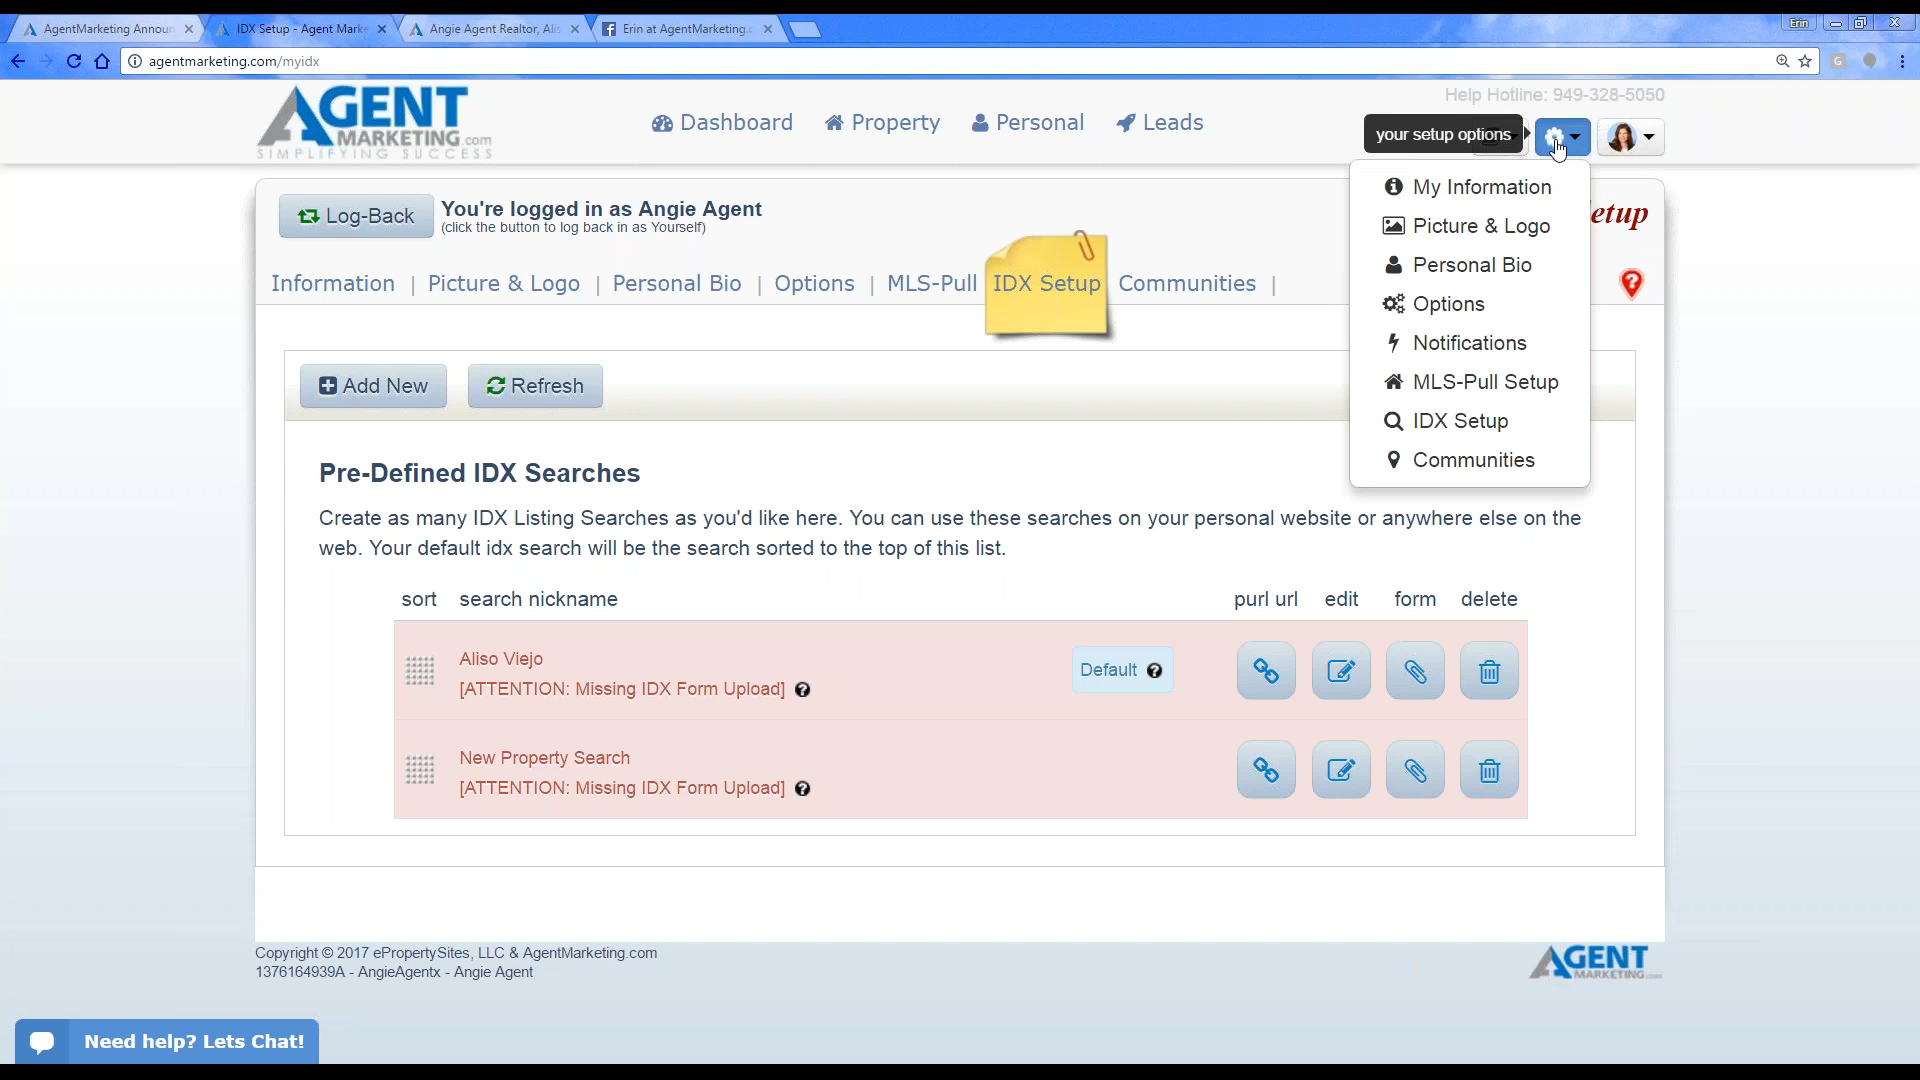 AgentMarketing Announ
IDX Setup - Agent Marke
Angie Agent Realtor, Alis
Erin at AgentMarketing.c
Erin
agentmarketing.com/myidx
Help Hotline: 949-328-5050
AGENT
MARKETING.com
SIMPLIFYING SUCCESS
Dashboard
Property
Personal
Leads
your setup options
My Information
Picture & Logo
Personal Bio
Options
Notifications
MLS-Pull Setup
IDX Setup
Communities
Log-Back
You're logged in as Angie Agent
(click the button to log back in as Yourself)
etup
Information | Picture & Logo | Personal Bio | Options | MLS-Pull IDX Setup Communities |
Add New
Refresh
Pre-Defined IDX Searches
Create as many IDX Listing Searches as you'd like here. You can use these searches on your personal website or anywhere else on the
web. Your default idx search will be the search sorted to the top of this list.
sort search nickname purl url edit form delete
Aliso Viejo
[ATTENTION: Missing IDX Form Upload]
Default
New Property Search
[ATTENTION: Missing IDX Form Upload]
Copyright © 2017 ePropertySites, LLC & AgentMarketing.com
1376164939A - AngieAgentx - Angie Agent
AGENT
MARKETING.com
Need help? Lets Chat!